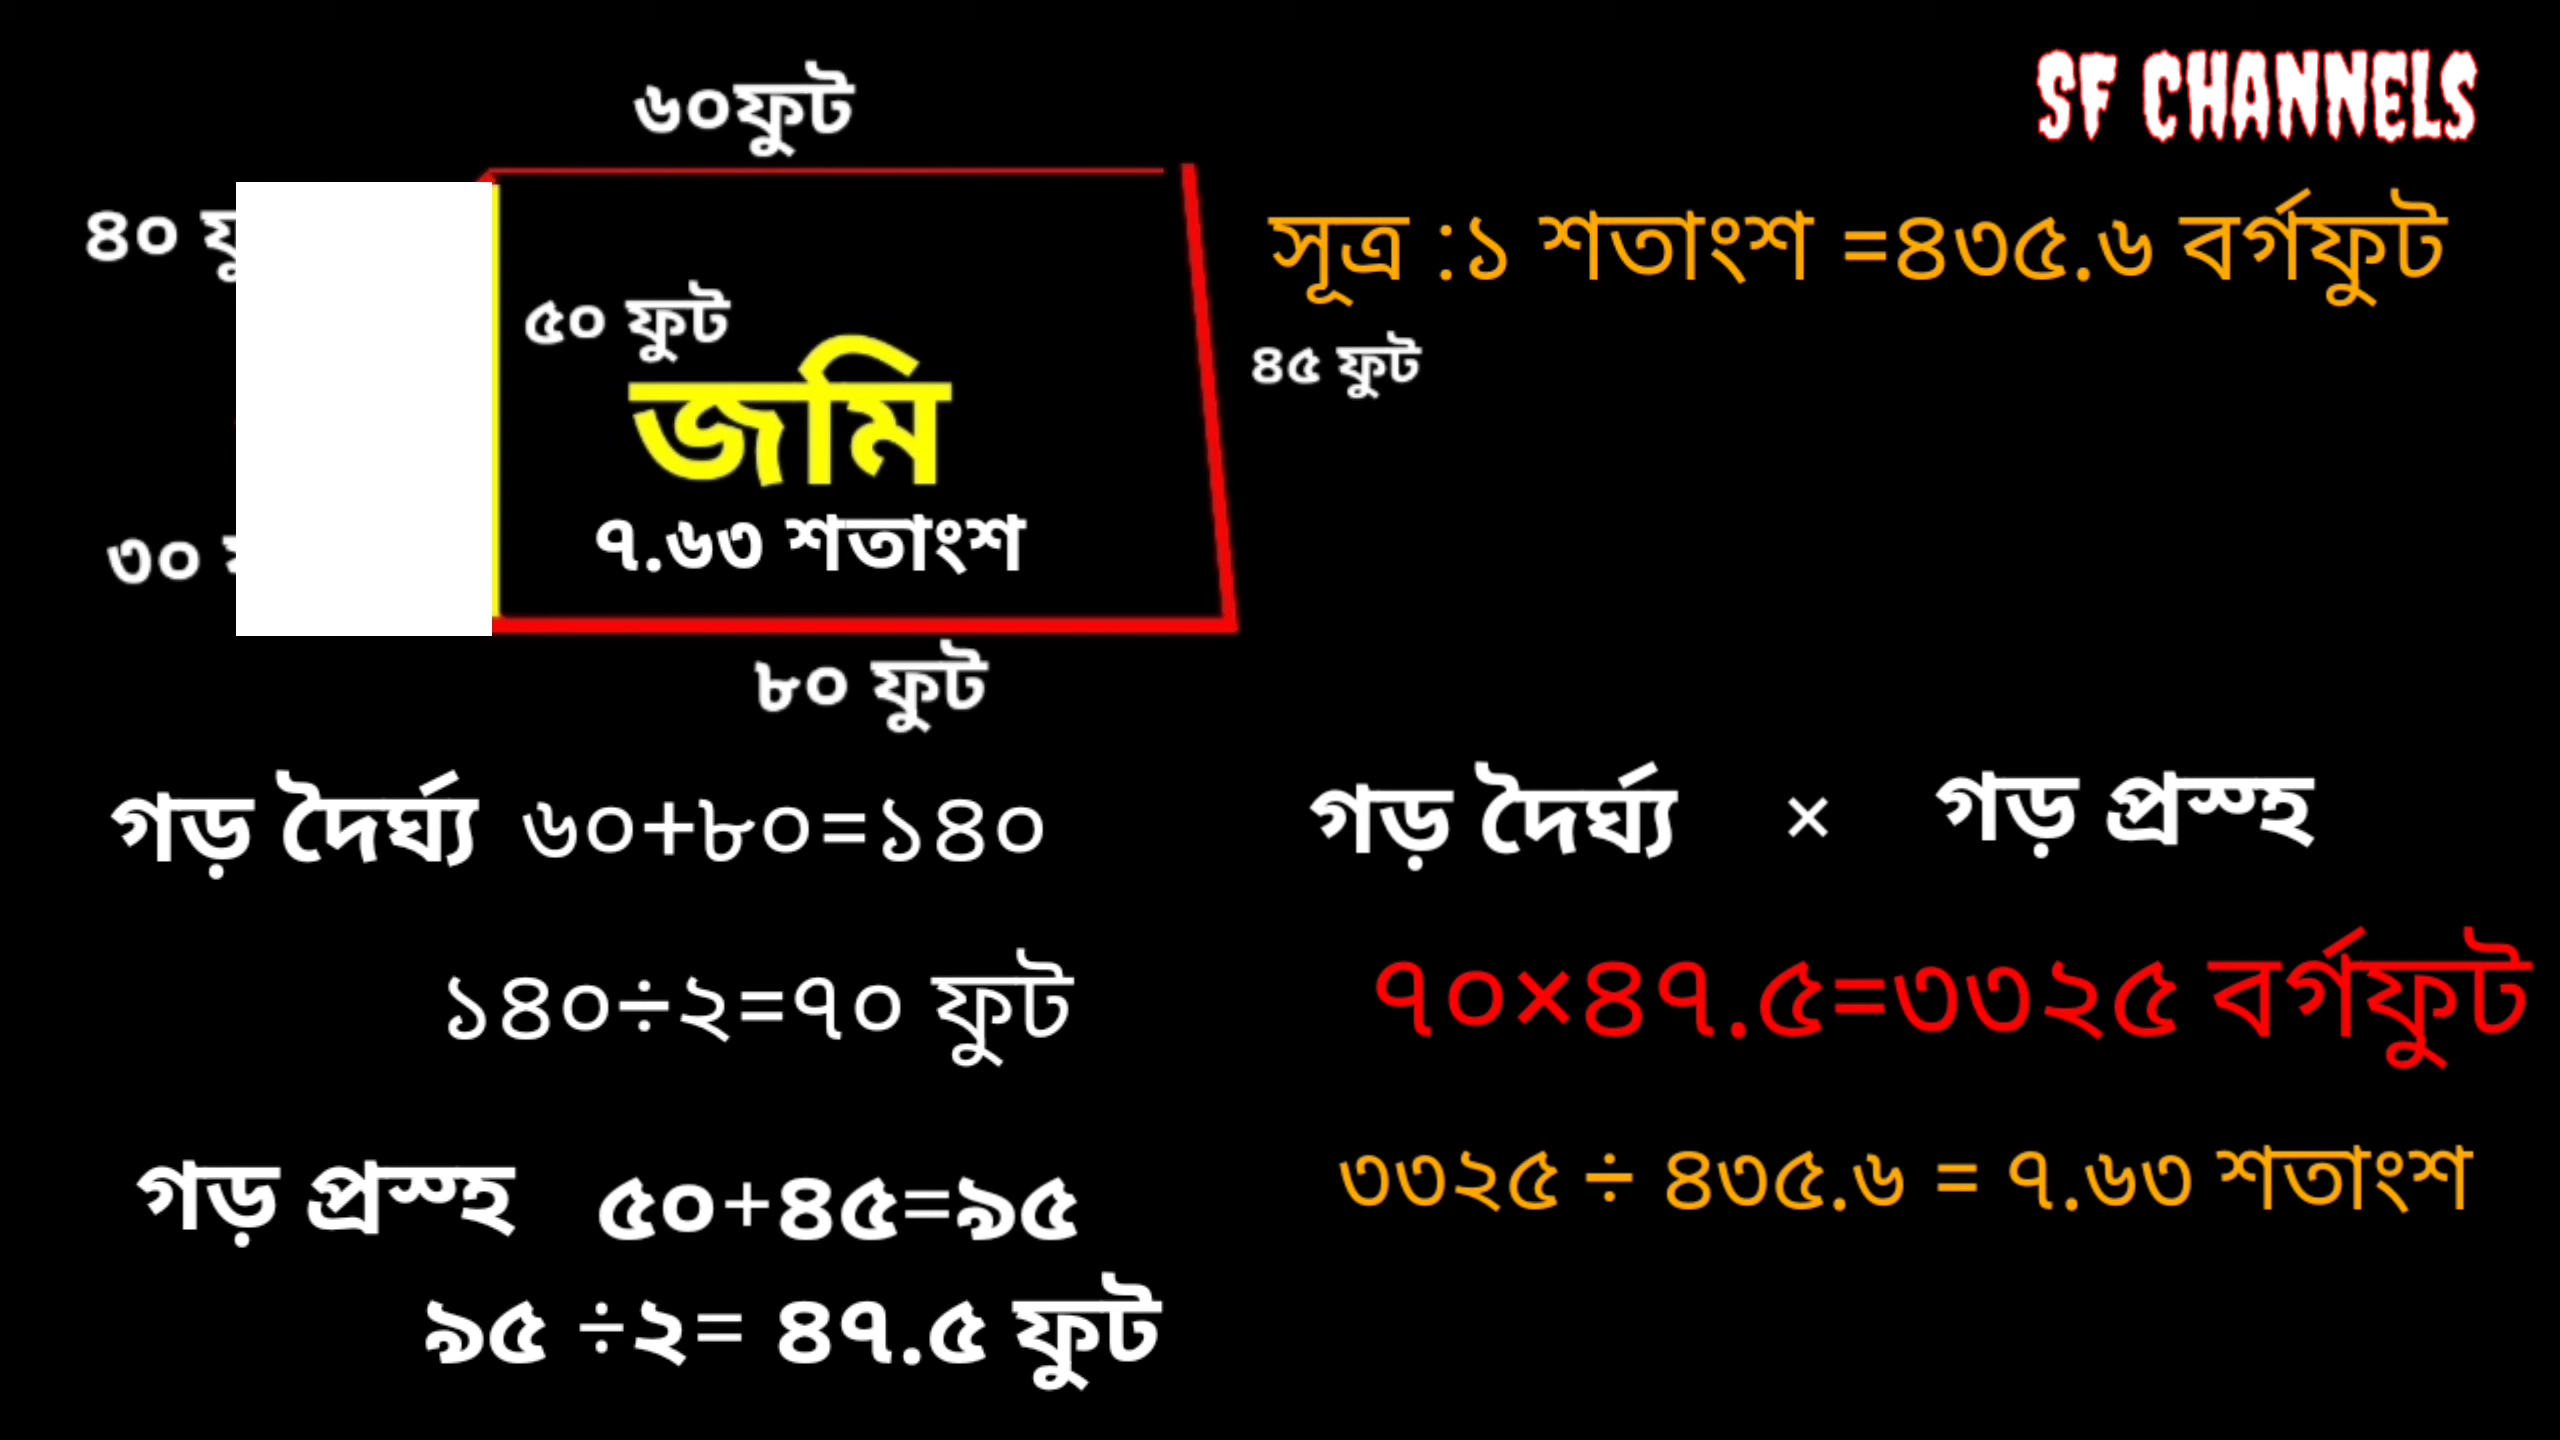 SF CHANNELS
৬০ফুট
৪০
সূত্র :১ শতাংশ =৪৩৫.৬ বর্গফুট
৫০ ফুট
৪৫ ফুট
জমি
৭.৬৩ শতাংশ
৩০
৮০ ফুট
গড় দৈর্ঘ্য ৬০+৮০=১৪০
১৪০÷২=৭০ ফুট
গড় প্রস্হ ৫০+৪৫=৯৫
৯৫ ÷২= ৪৭.৫ ফুট
গড় দৈর্ঘ্য × গড় প্রস্হ
৭০×৪৭.৫=৩৩২৫ বর্গফুট
৩৩২৫ ÷ ৪৩৫.৬ = ৭.৬৩ শতাংশ